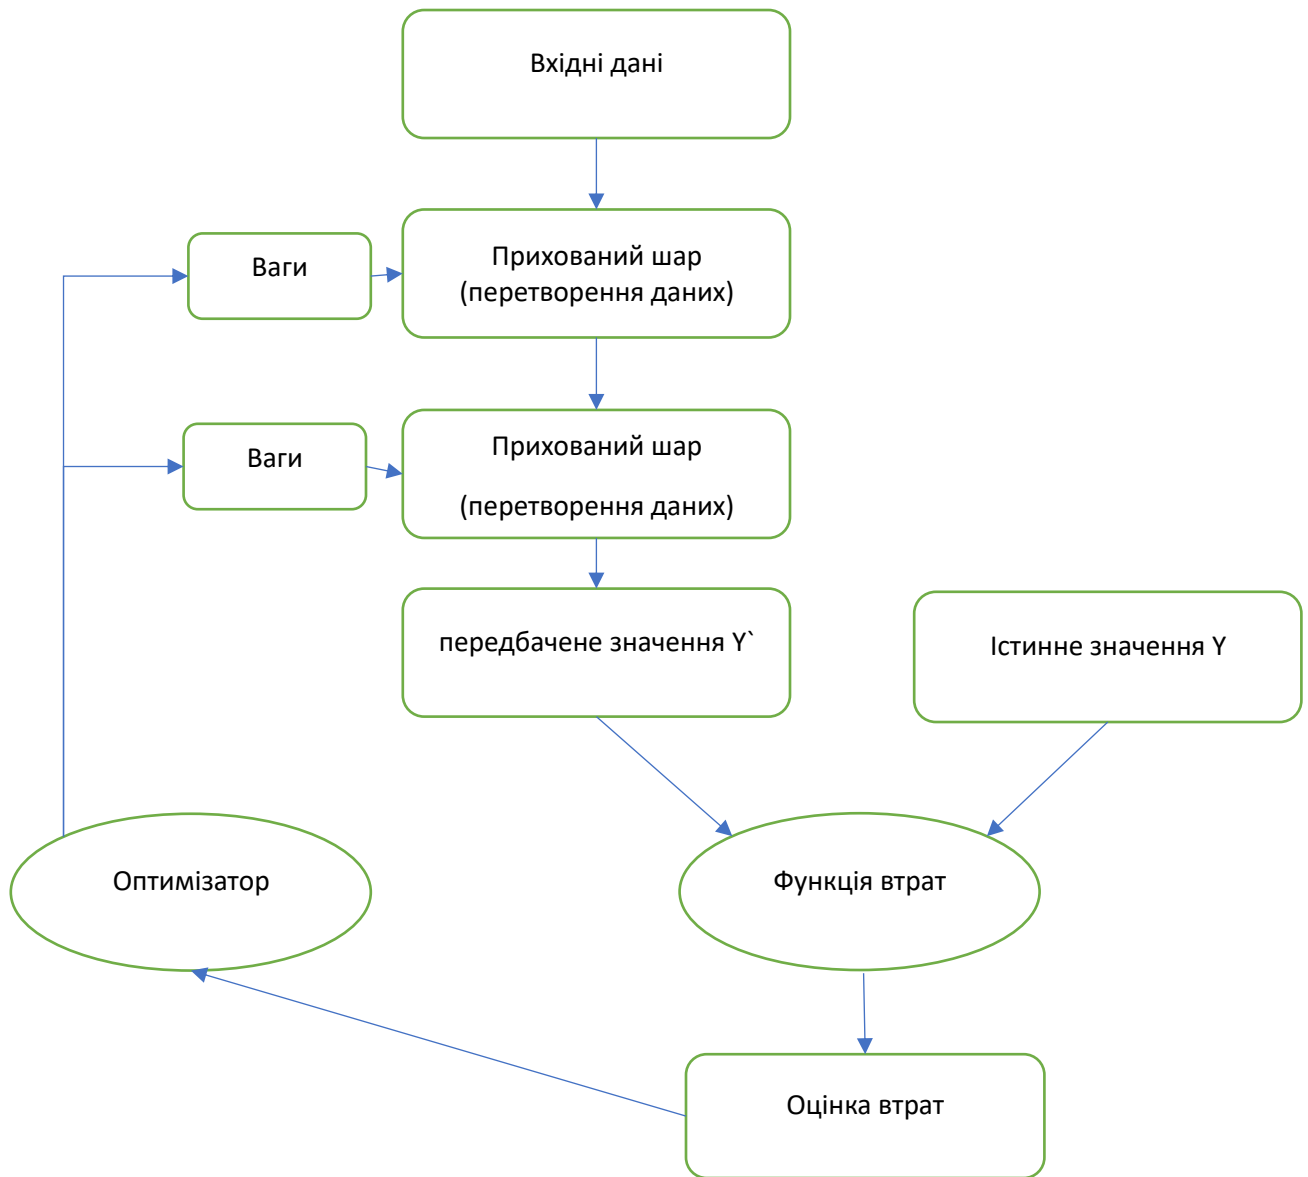 Вхідні дані
Ваги
Прихований шар
(перетворення даних)
Ваги
Прихований шар
(перетворення даних)
передбачене значення Y`
Істинне значення Y
Оптимізатор
Функція втрат
Оцінка втрат